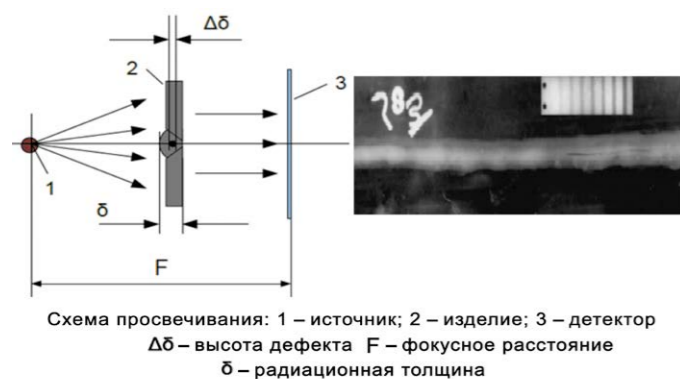 Δδ
2
3
1
δ
F
Схема просвечивания: 1 – источник; 2 – изделие; 3 – детектор
Δδ – высота дефекта F – фокусное расстояние
δ – радиационная толщина